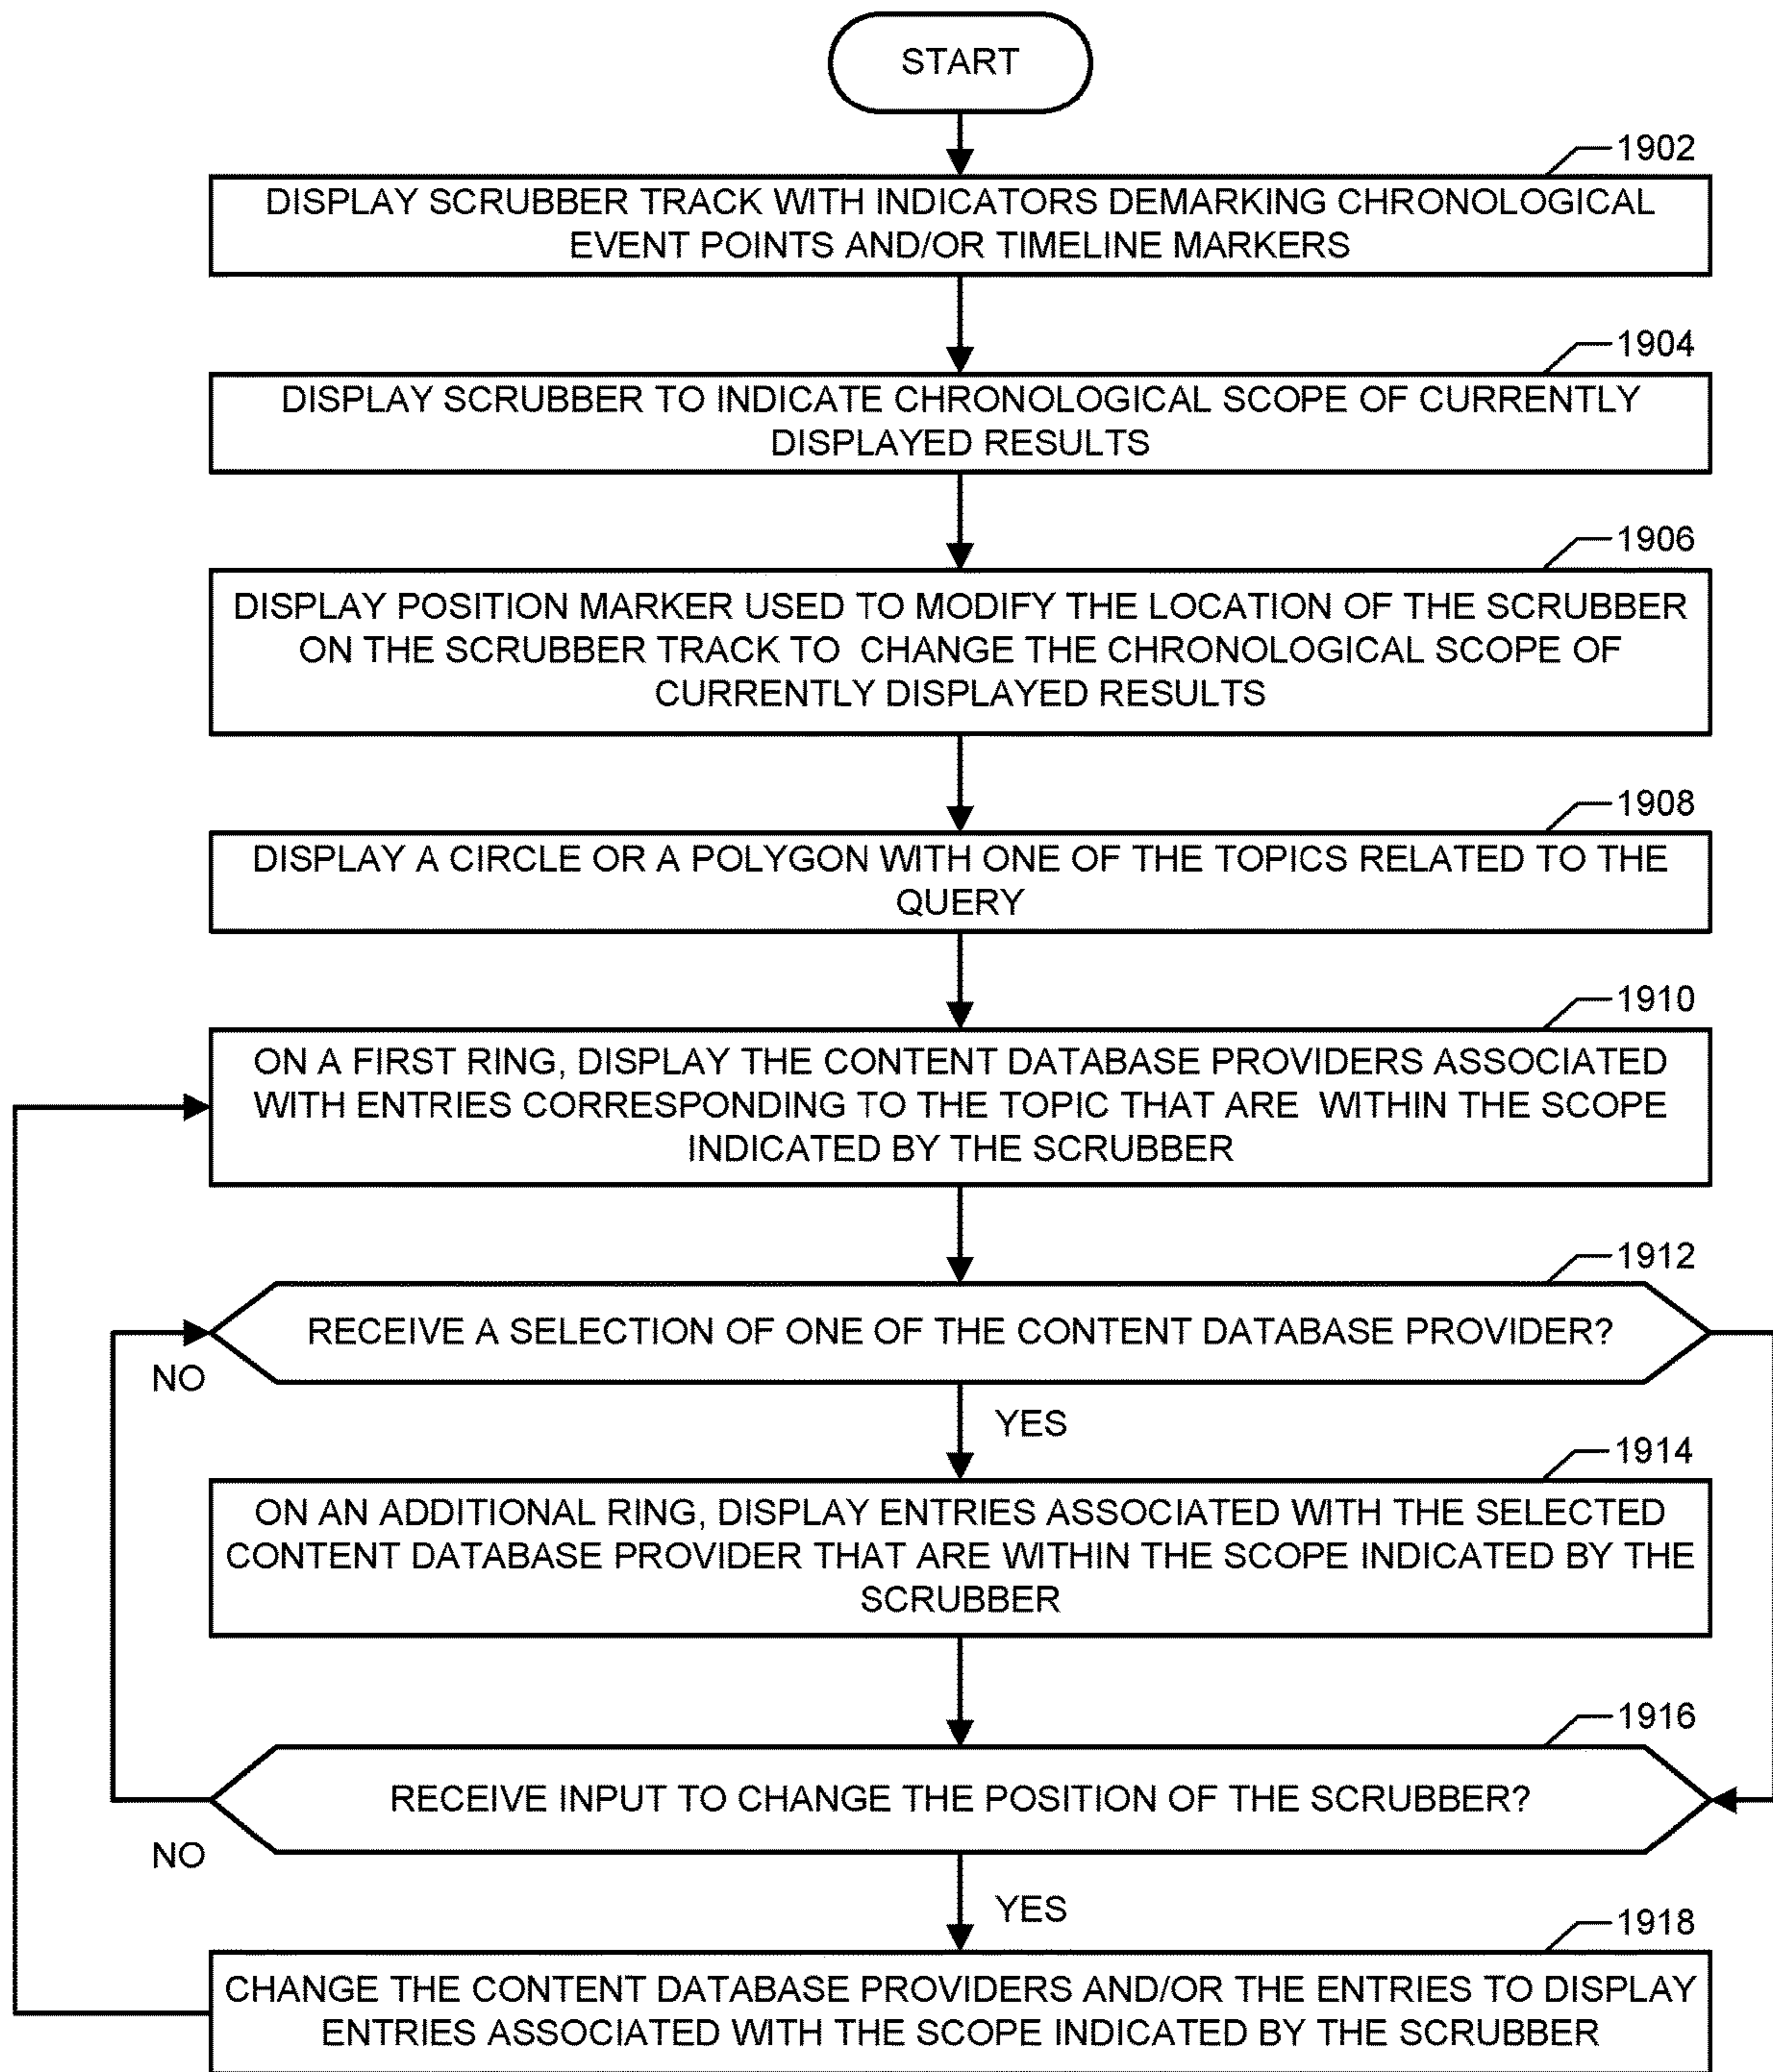 START
1902
DISPLAY SCRUBBER TRACK WITH INDICATORS DEMARKING CHRONOLOGICAL
EVENT POINTS AND/OR TIMELINE MARKERS
1904
DISPLAY SCRUBBER TO INDICATE CHRONOLOGICAL SCOPE OF CURRENTLY
DISPLAYED RESULTS
1906
DISPLAY POSITION MARKER USED TO MODIFY THE LOCATION OF THE SCRUBBER
ON THE SCRUBBER TRACK TO CHANGE THE CHRONOLOGICAL SCOPE OF
CURRENTLY DISPLAYED RESULTS
1908
DISPLAY A CIRCLE OR A POLYGON WITH ONE OF THE TOPICS RELATED TO THE
QUERY
1910
ON A FIRST RING, DISPLAY THE CONTENT DATABASE PROVIDERS ASSOCIATED
WITH ENTRIES CORRESPONDING TO THE TOPIC THAT ARE WITHIN THE SCOPE
INDICATED BY THE SCRUBBER
1912
RECEIVE A SELECTION OF ONE OF THE CONTENT DATABASE PROVIDER?
NO
YES
1914
ON AN ADDITIONAL RING, DISPLAY ENTRIES ASSOCIATED WITH THE SELECTED
CONTENT DATABASE PROVIDER THAT ARE WITHIN THE SCOPE INDICATED BY THE
SCRUBBER
1916
RECEIVE INPUT TO CHANGE THE POSITION OF THE SCRUBBER?
NO
YES
1918
CHANGE THE CONTENT DATABASE PROVIDERS AND/OR THE ENTRIES TO DISPLAY
ENTRIES ASSOCIATED WITH THE SCOPE INDICATED BY THE SCRUBBER